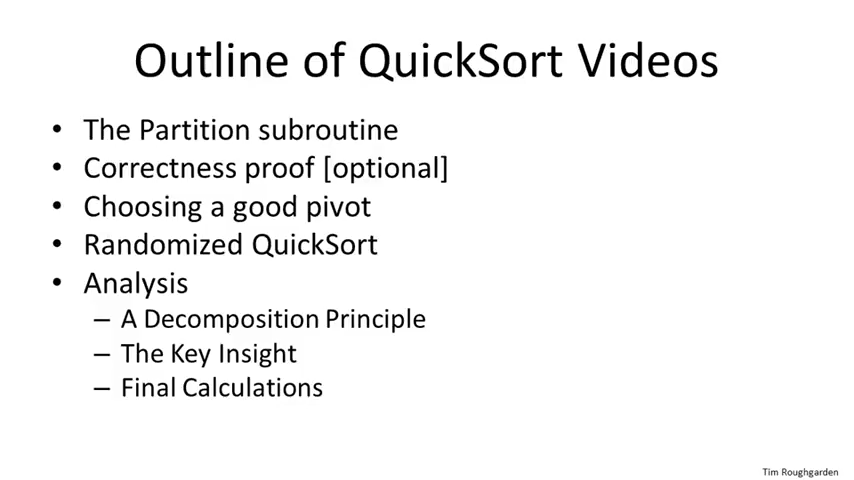 Outline of QuickSort Videos
• The Partition subroutine
• Correctness proof [optional]
• Choosing a good pivot
• Randomized QuickSort
• Analysis
– A Decomposition Principle
– The Key Insight
– Final Calculations
Tim Roughgarden